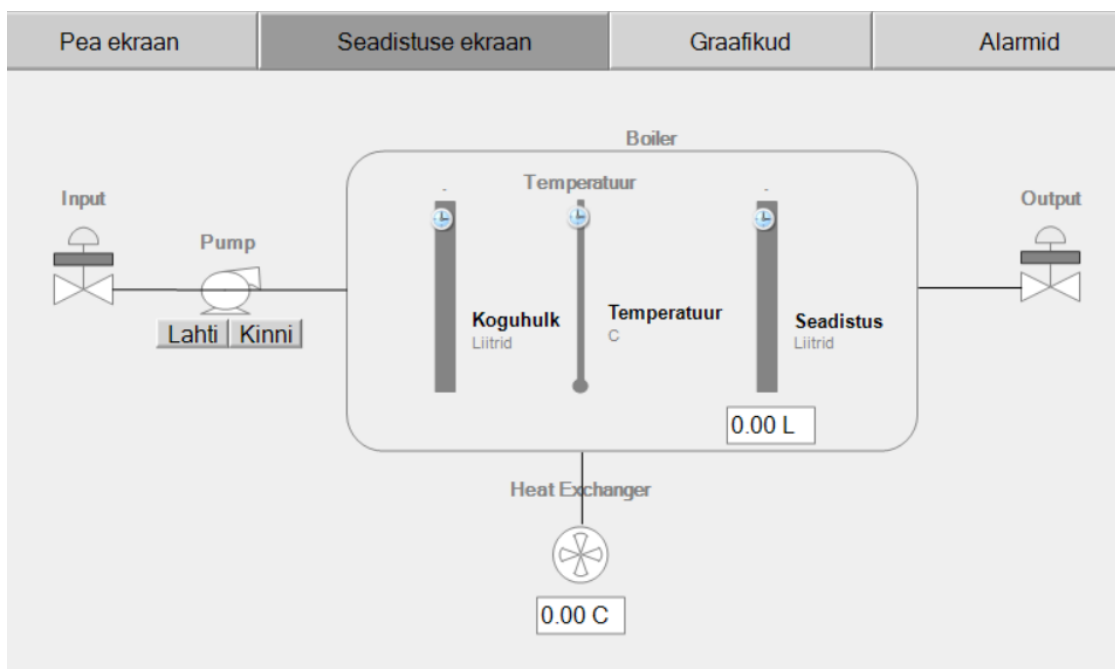 Pea ekraan
Seadistuse ekraan
Graafikud
Alarmid
Boiler
Temperatuur
Input
Output
Pump
-
-
Lahti
Kinni
Koguhulk
Liitrid
Temperatuur
C
Seadistus
Liitrid
0.00 L
Heat Exchanger
0.00 C